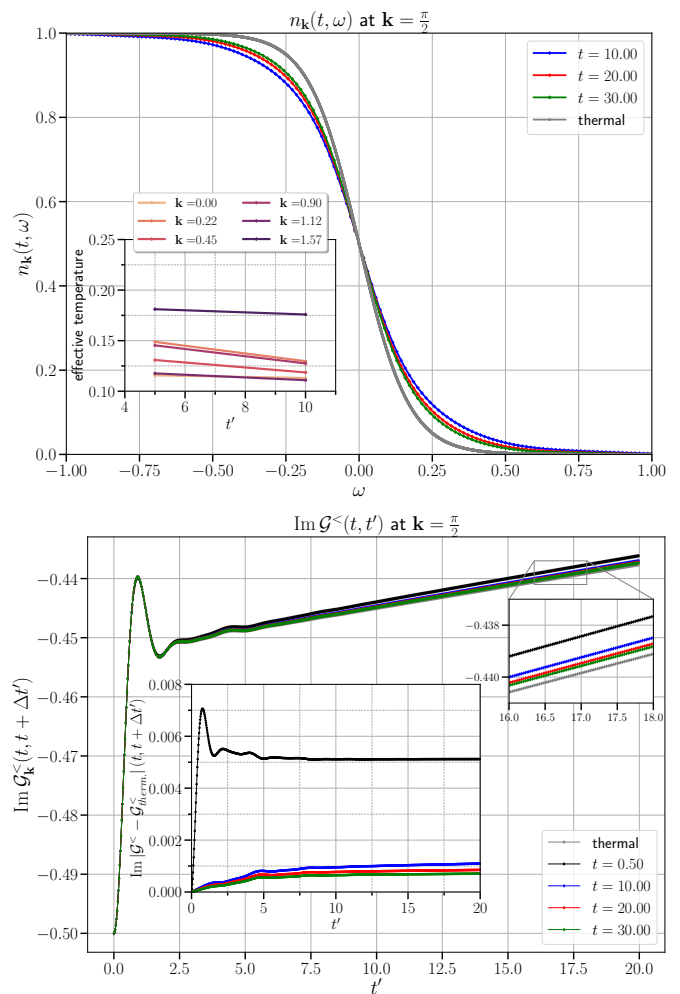 n_k(t, ω) at k = π/2
1.0
0.8
0.6
0.4
0.2
0.0
n_k(t, ω)
t = 10.00
t = 20.00
t = 30.00
thermal
k =0.00
k =0.22
k =0.45
k =0.90
k =1.12
k =1.57
0.25
0.20
0.15
0.10
effective temperature
4 6 8 10
t′
−1.00 −0.75 −0.50 −0.25 0.00 0.25 0.50 0.75 1.00
ω
Im 𝒢^<(t, t′) at k = π/2
−0.44
−0.45
−0.46
−0.47
−0.48
−0.49
−0.50
Im 𝒢_k^<(t, t + Δt′)
−0.438
−0.440
16.0 16.5 17.0 17.5 18.0
0.008
0.006
0.004
0.002
0.000
Im |𝒢^< − 𝒢^<_therm.| (t, t + Δt′)
0 5 10 15 20
t′
thermal
t = 0.50
t = 10.00
t = 20.00
t = 30.00
0.0 2.5 5.0 7.5 10.0 12.5 15.0 17.5 20.0
t′